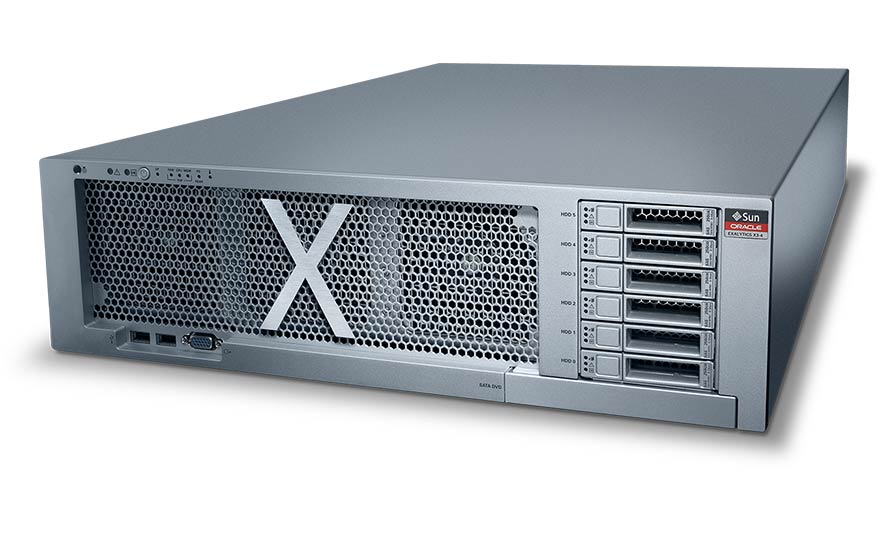 X
HDD 5
HDD 4
HDD 3
HDD 2
HDD 1
HDD 0
Sun
ORACLE
EXALYTICS X3-4
SATA DVD